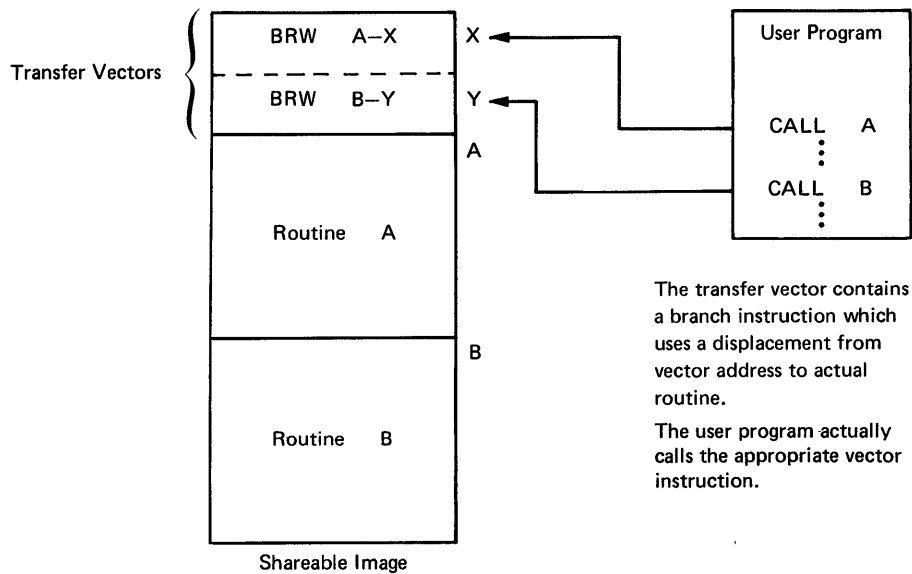 Transfer Vectors
BRW A–X
BRW B–Y
X
Y
A
Routine A
B
Routine B
Shareable Image
User Program
CALL A
CALL B
The transfer vector contains
a branch instruction which
uses a displacement from
vector address to actual
routine.
The user program actually
calls the appropriate vector
instruction.